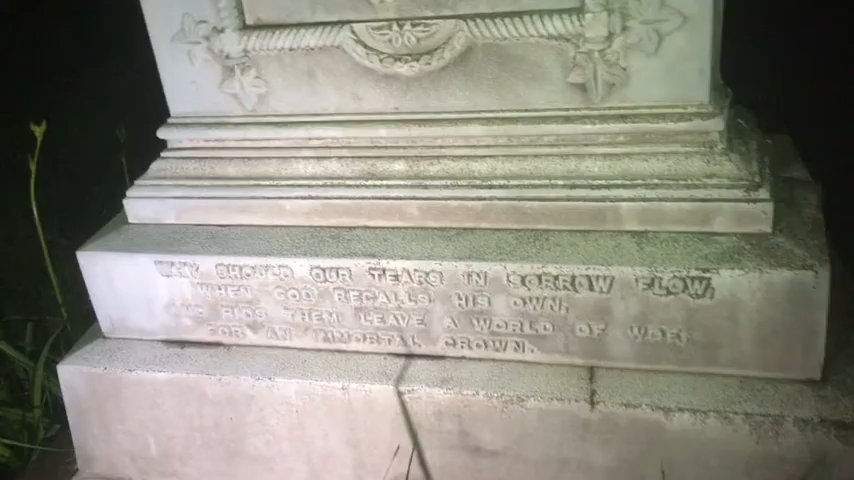 WHY SHOULD OUR TEARS IN SORROW FLOW,
WHEN GOD RECALLS HIS OWN,
BIDS THEM LEAVE A WORLD OF WOE
FOR AN IMMORTAL CROWN.